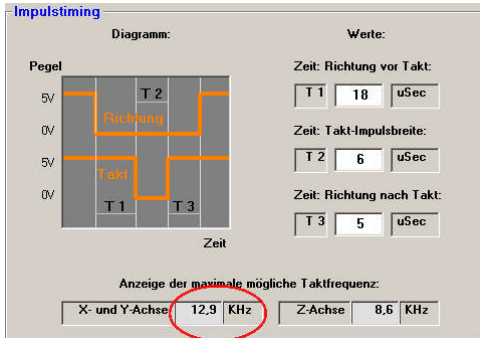 Impulstiming
Diagramm:
Werte:
Pegel
5V
0V
5V
0V
T 2
Richtung
Takt
T 1
T 3
Zeit
Zeit: Richtung vor Takt:
T 1 18 uSec
Zeit: Takt-Impulsbreite:
T 2 6 uSec
Zeit: Richtung nach Takt:
T 3 5 uSec
Anzeige der maximale mögliche Taktfrequenz:
X- und Y-Achse 12,9 KHz Z-Achse 8,6 KHz